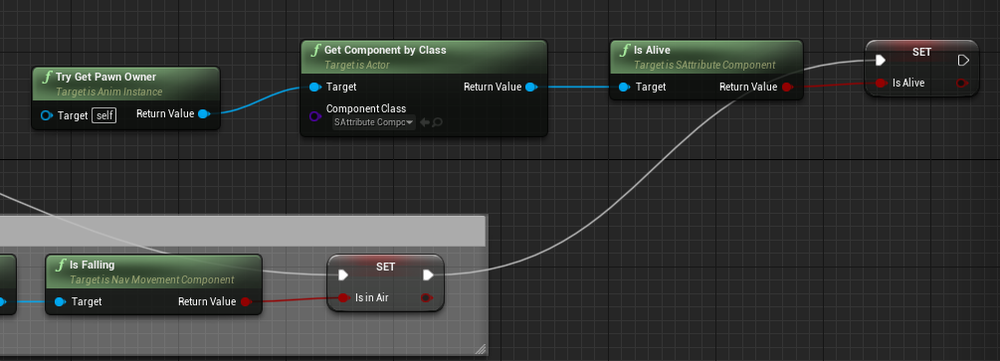 Try Get Pawn Owner
Target is Anim Instance
Target self Return Value
Get Component by Class
Target is Actor
Target Return Value
Component Class
SAttribute Compc
Is Alive
Target is SAttribute Component
Target Return Value
SET
Is Alive
Is Falling
Target is Nav Movement Component
Target Return Value
SET
Is in Air